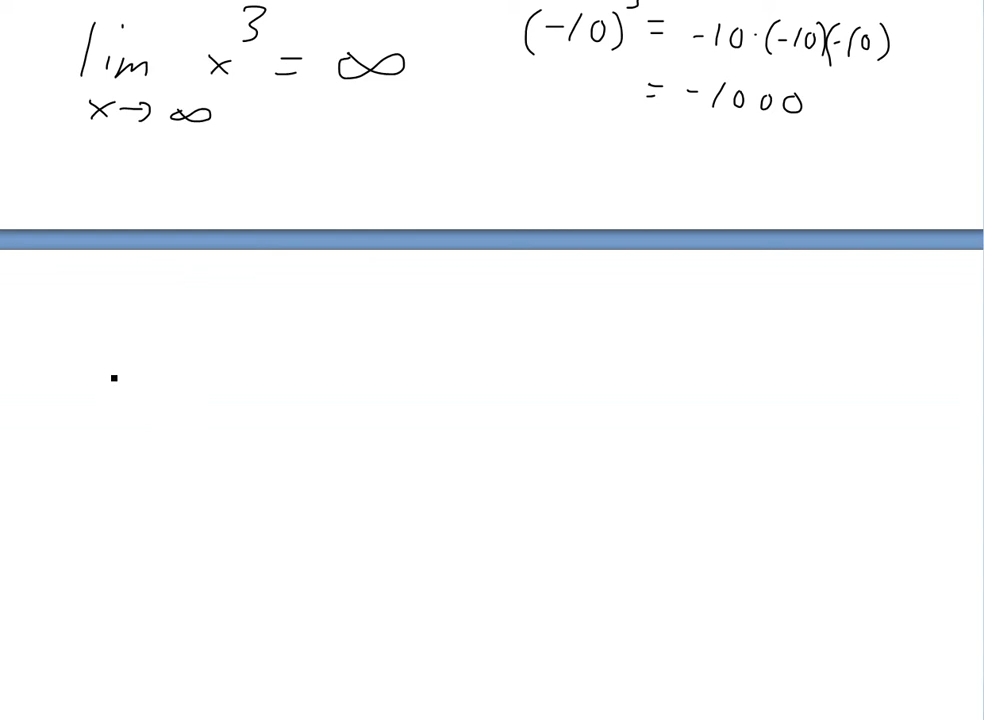 lim x³ = ∞
x→∞
(-10)³ = -10·(-10)(-10)
= -1000